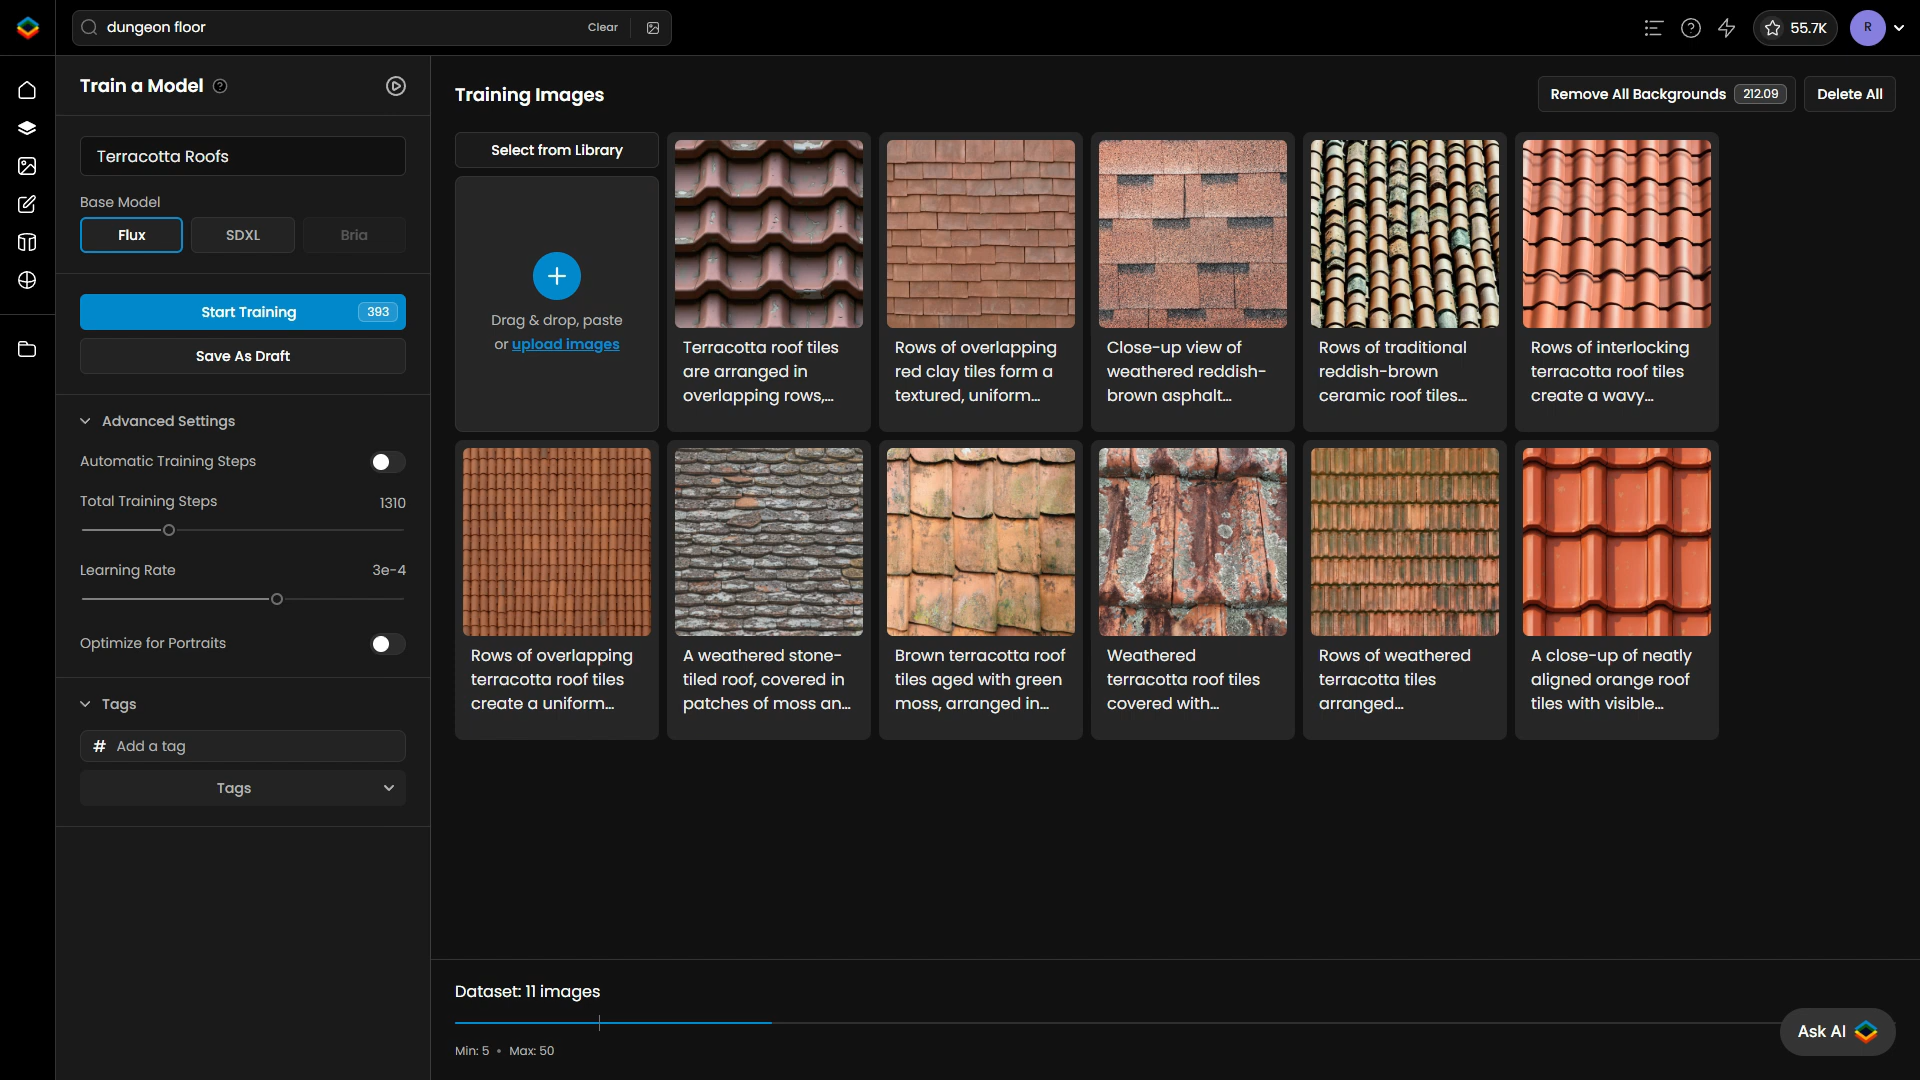 dungeon floor
Clear
55.7K
R
Train a Model
Terracotta Roofs
Base Model
Flux
SDXL
Bria
Start Training
393
Save As Draft
Advanced Settings
Automatic Training Steps
Total Training Steps
1310
Learning Rate
3e-4
Optimize for Portraits
Tags
# Add a tag
Tags
Training Images
Remove All Backgrounds
212.09
Delete All
Select from Library
Drag & drop, paste
or upload images
Terracotta roof tiles
are arranged in
overlapping rows,...
Rows of overlapping
red clay tiles form a
textured, uniform...
Close-up view of
weathered reddish-
brown asphalt...
Rows of traditional
reddish-brown
ceramic roof tiles...
Rows of interlocking
terracotta roof tiles
create a wavy...
Rows of overlapping
terracotta roof tiles
create a uniform...
A weathered stone-
tiled roof, covered in
patches of moss an...
Brown terracotta roof
tiles aged with green
moss, arranged in...
Weathered
terracotta roof tiles
covered with...
Rows of weathered
terracotta tiles
arranged...
A close-up of neatly
aligned orange roof
tiles with visible...
Dataset: 11 images
Min: 5 • Max: 50
Ask AI